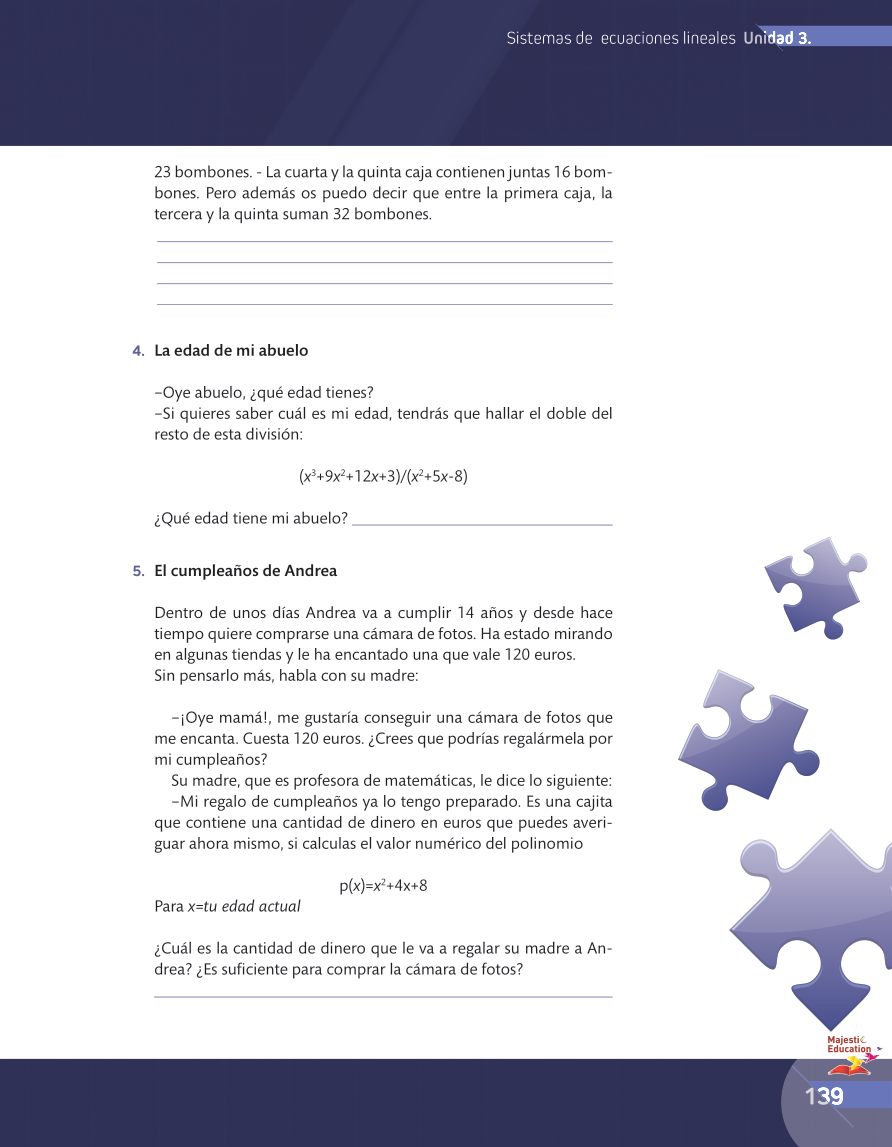 Sistemas de ecuaciones lineales Unidad 3.
23 bombones. - La cuarta y la quinta caja contienen juntas 16 bom-
bones. Pero además os puedo decir que entre la primera caja, la
tercera y la quinta suman 32 bombones.
4. La edad de mi abuelo
–Oye abuelo, ¿qué edad tienes?
–Si quieres saber cuál es mi edad, tendrás que hallar el doble del
resto de esta división:
(x³+9x²+12x+3)/(x²+5x-8)
¿Qué edad tiene mi abuelo?
5. El cumpleaños de Andrea
Dentro de unos días Andrea va a cumplir 14 años y desde hace
tiempo quiere comprarse una cámara de fotos. Ha estado mirando
en algunas tiendas y le ha encantado una que vale 120 euros.
Sin pensarlo más, habla con su madre:
–¡Oye mamá!, me gustaría conseguir una cámara de fotos que
me encanta. Cuesta 120 euros. ¿Crees que podrías regalármela por
mi cumpleaños?
Su madre, que es profesora de matemáticas, le dice lo siguiente:
–Mi regalo de cumpleaños ya lo tengo preparado. Es una cajita
que contiene una cantidad de dinero en euros que puedes averi-
guar ahora mismo, si calculas el valor numérico del polinomio
p(x)=x²+4x+8
Para x=tu edad actual
¿Cuál es la cantidad de dinero que le va a regalar su madre a An-
drea? ¿Es suficiente para comprar la cámara de fotos?
Majestic
Education
139